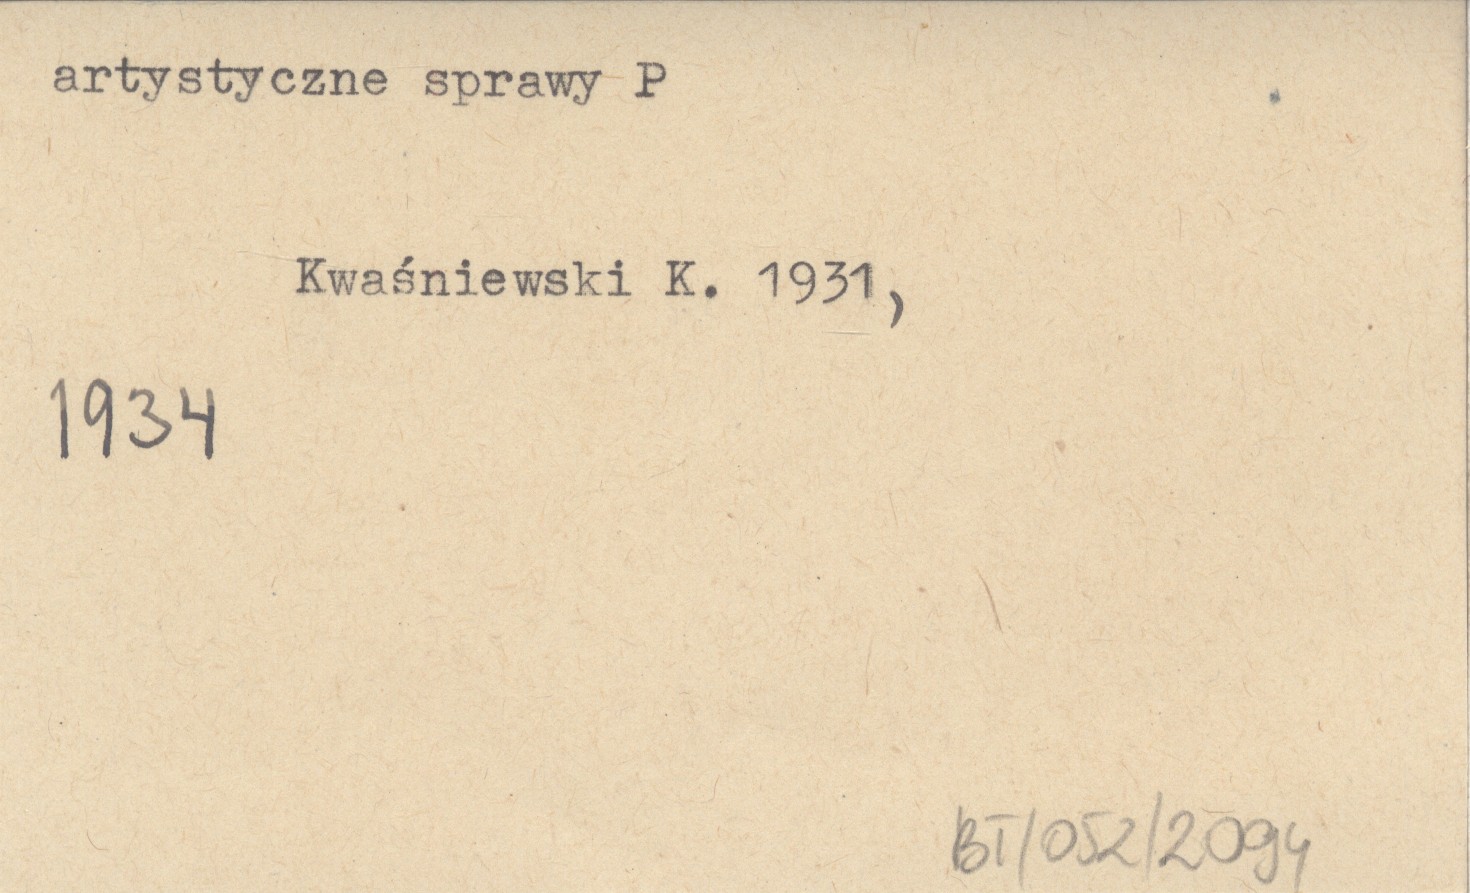 artystyczne sprawy P
Kwaśniewski K. 1931,
1934
BT/052/2094